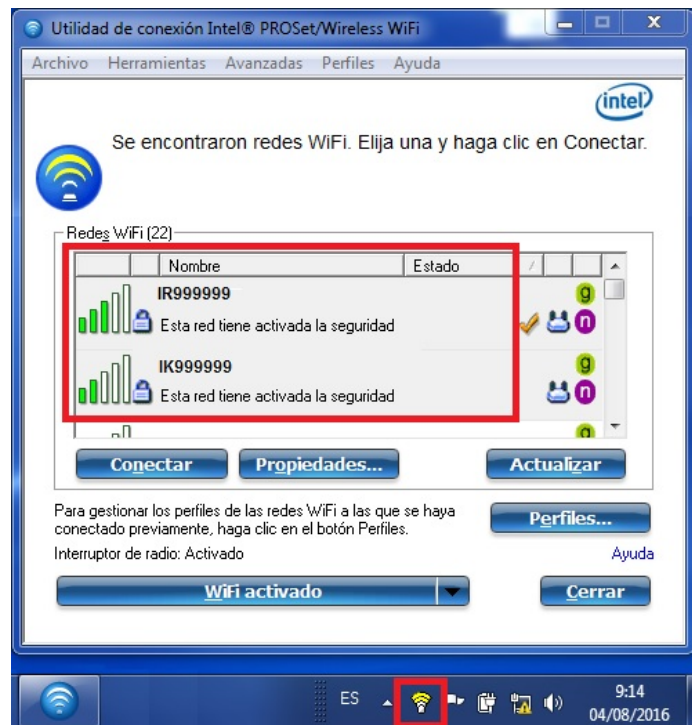 Utilidad de conexión Intel® PROSet/Wireless WiFi
Archivo Herramientas Avanzadas Perfiles Ayuda
intel
Se encontraron redes WiFi. Elija una y haga clic en Conectar.
Redes WiFi (22)
Nombre Estado
IR999999
g
Esta red tiene activada la seguridad
n
IK999999
g
Esta red tiene activada la seguridad
n
g
Conectar Propiedades... Actualizar
Para gestionar los perfiles de las redes WiFi a las que se haya
conectado previamente, haga clic en el botón Perfiles.
Perfiles...
Interruptor de radio: Activado Ayuda
WiFi activado Cerrar
ES 9:14
04/08/2016